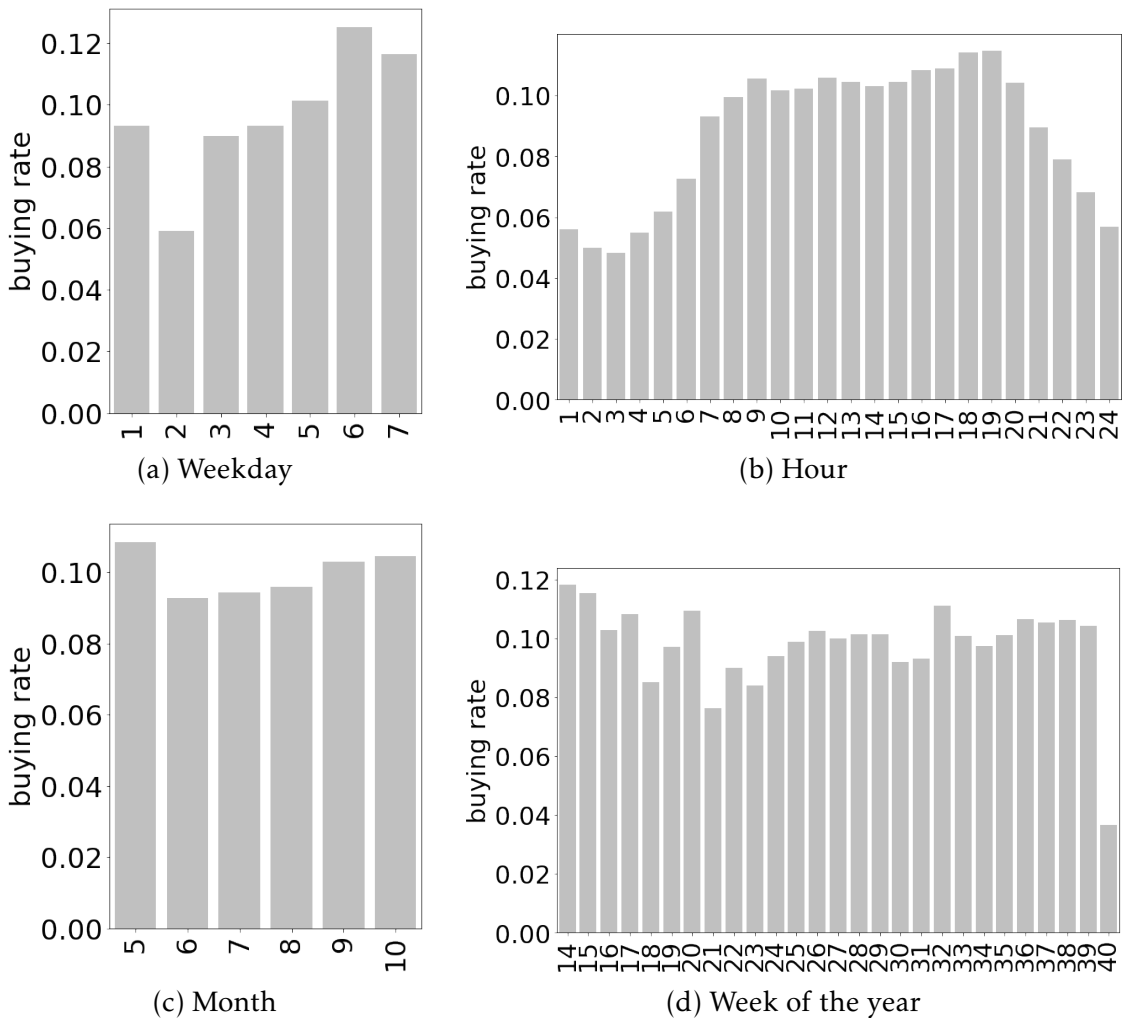 buying rate
0.12
0.10
0.08
0.06
0.04
0.02
0.00
1 2 3 4 5 6 7
(a) Weekday
buying rate
0.10
0.08
0.06
0.04
0.02
0.00
1 2 3 4 5 6 7 8 9 10 11 12 13 14 15 16 17 18 19 20 21 22 23 24
(b) Hour
buying rate
0.10
0.08
0.06
0.04
0.02
0.00
5 6 7 8 9 10
(c) Month
buying rate
0.12
0.10
0.08
0.06
0.04
0.02
0.00
14 15 16 17 18 19 20 21 22 23 24 25 26 27 28 29 30 31 32 33 34 35 36 37 38 39 40
(d) Week of the year